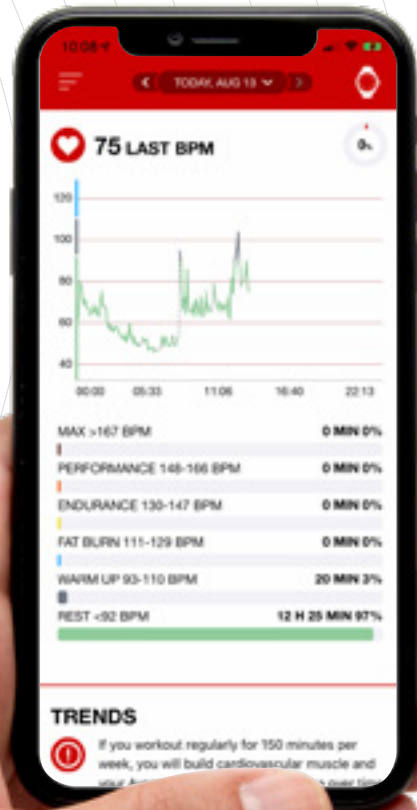 10:08
TODAY, AUG 13
75 LAST BPM
0%
120
100
80
60
40
00:00 05:33 11:06 16:40 22:13
MAX >167 BPM 0 MIN 0%
PERFORMANCE 148-166 BPM 0 MIN 0%
ENDURANCE 130-147 BPM 0 MIN 0%
FAT BURN 111-129 BPM 0 MIN 0%
WARM UP 93-110 BPM 20 MIN 3%
REST <92 BPM 12 H 25 MIN 97%
TRENDS
If you workout regularly for 150 minutes per
week, you will build cardiovascular muscle and
your over time